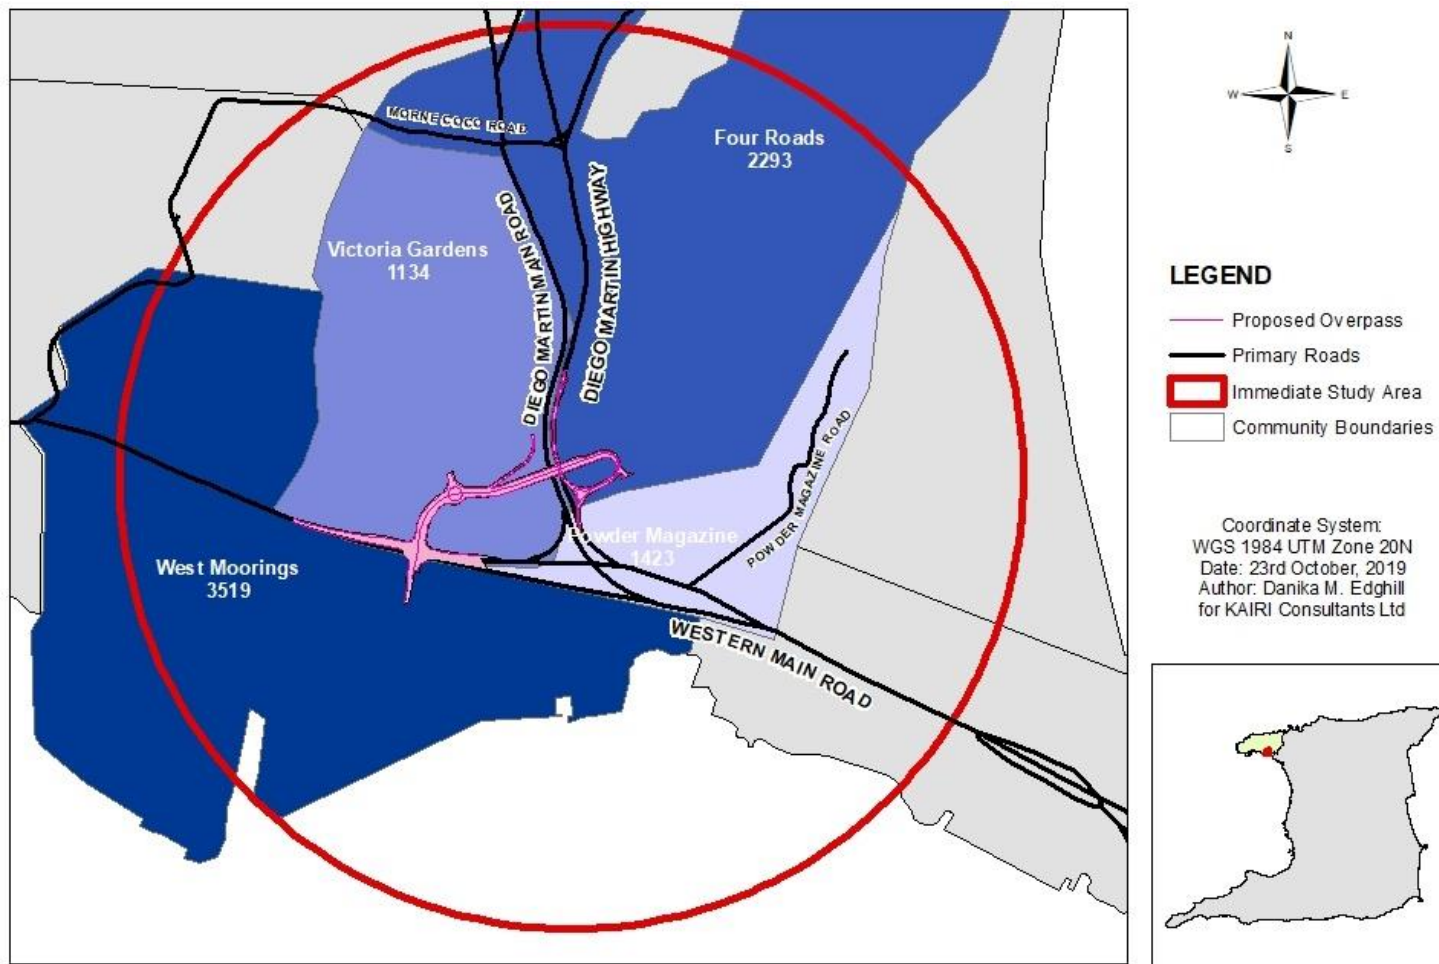 MORNE COCO ROAD
Four Roads
2293
Victoria Gardens
1134
DIEGO MARTIN MAIN ROAD
DIEGO MARTIN HIGHWAY
POWDER MAGAZINE ROAD
Powder Magazine
1423
West Moorings
3519
WESTERN MAIN ROAD
N
W
E
S
LEGEND
Proposed Overpass
Primary Roads
Immediate Study Area
Community Boundaries
Coordinate System:
WGS 1984 UTM Zone 20N
Date: 23rd October, 2019
Author: Danika M. Edghill
for KAIRI Consultants Ltd